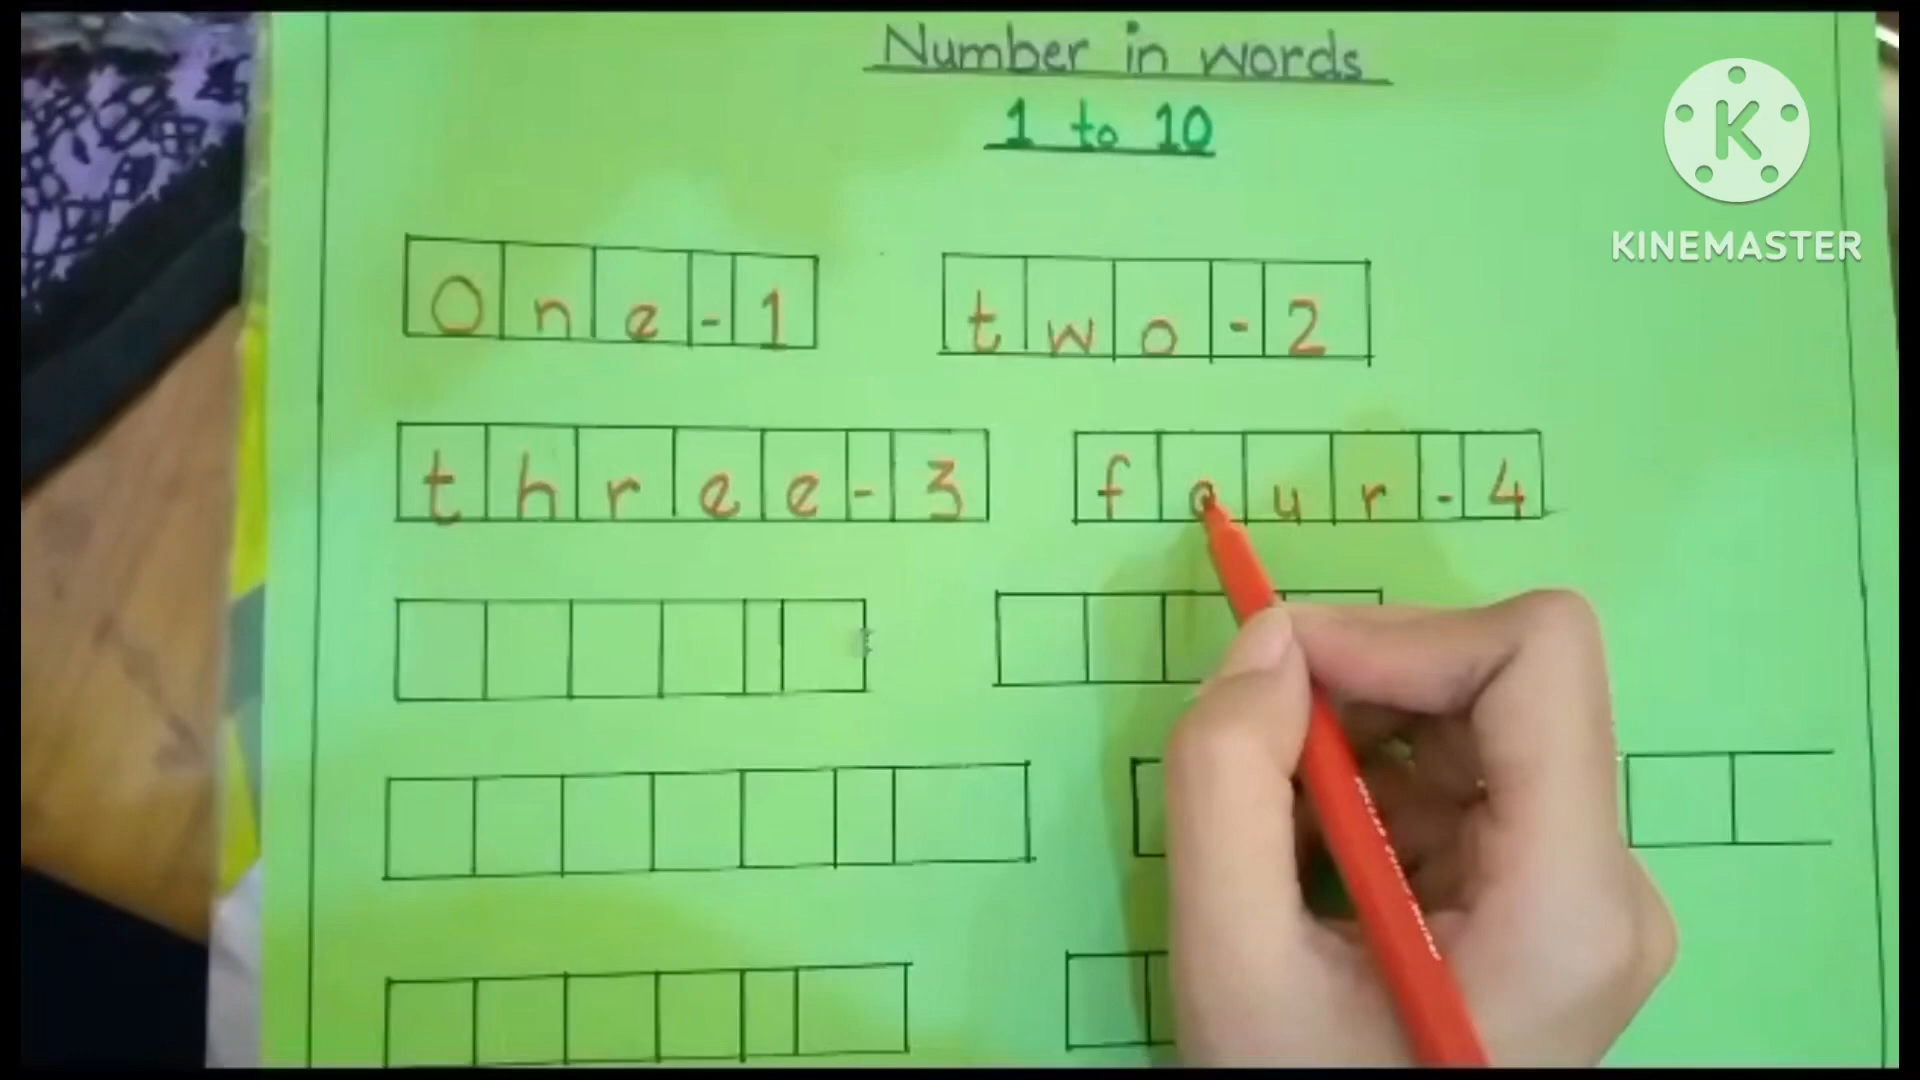 Number in words
1 to 10
K
KINEMASTER
One-1 two-2
three-3 four-4